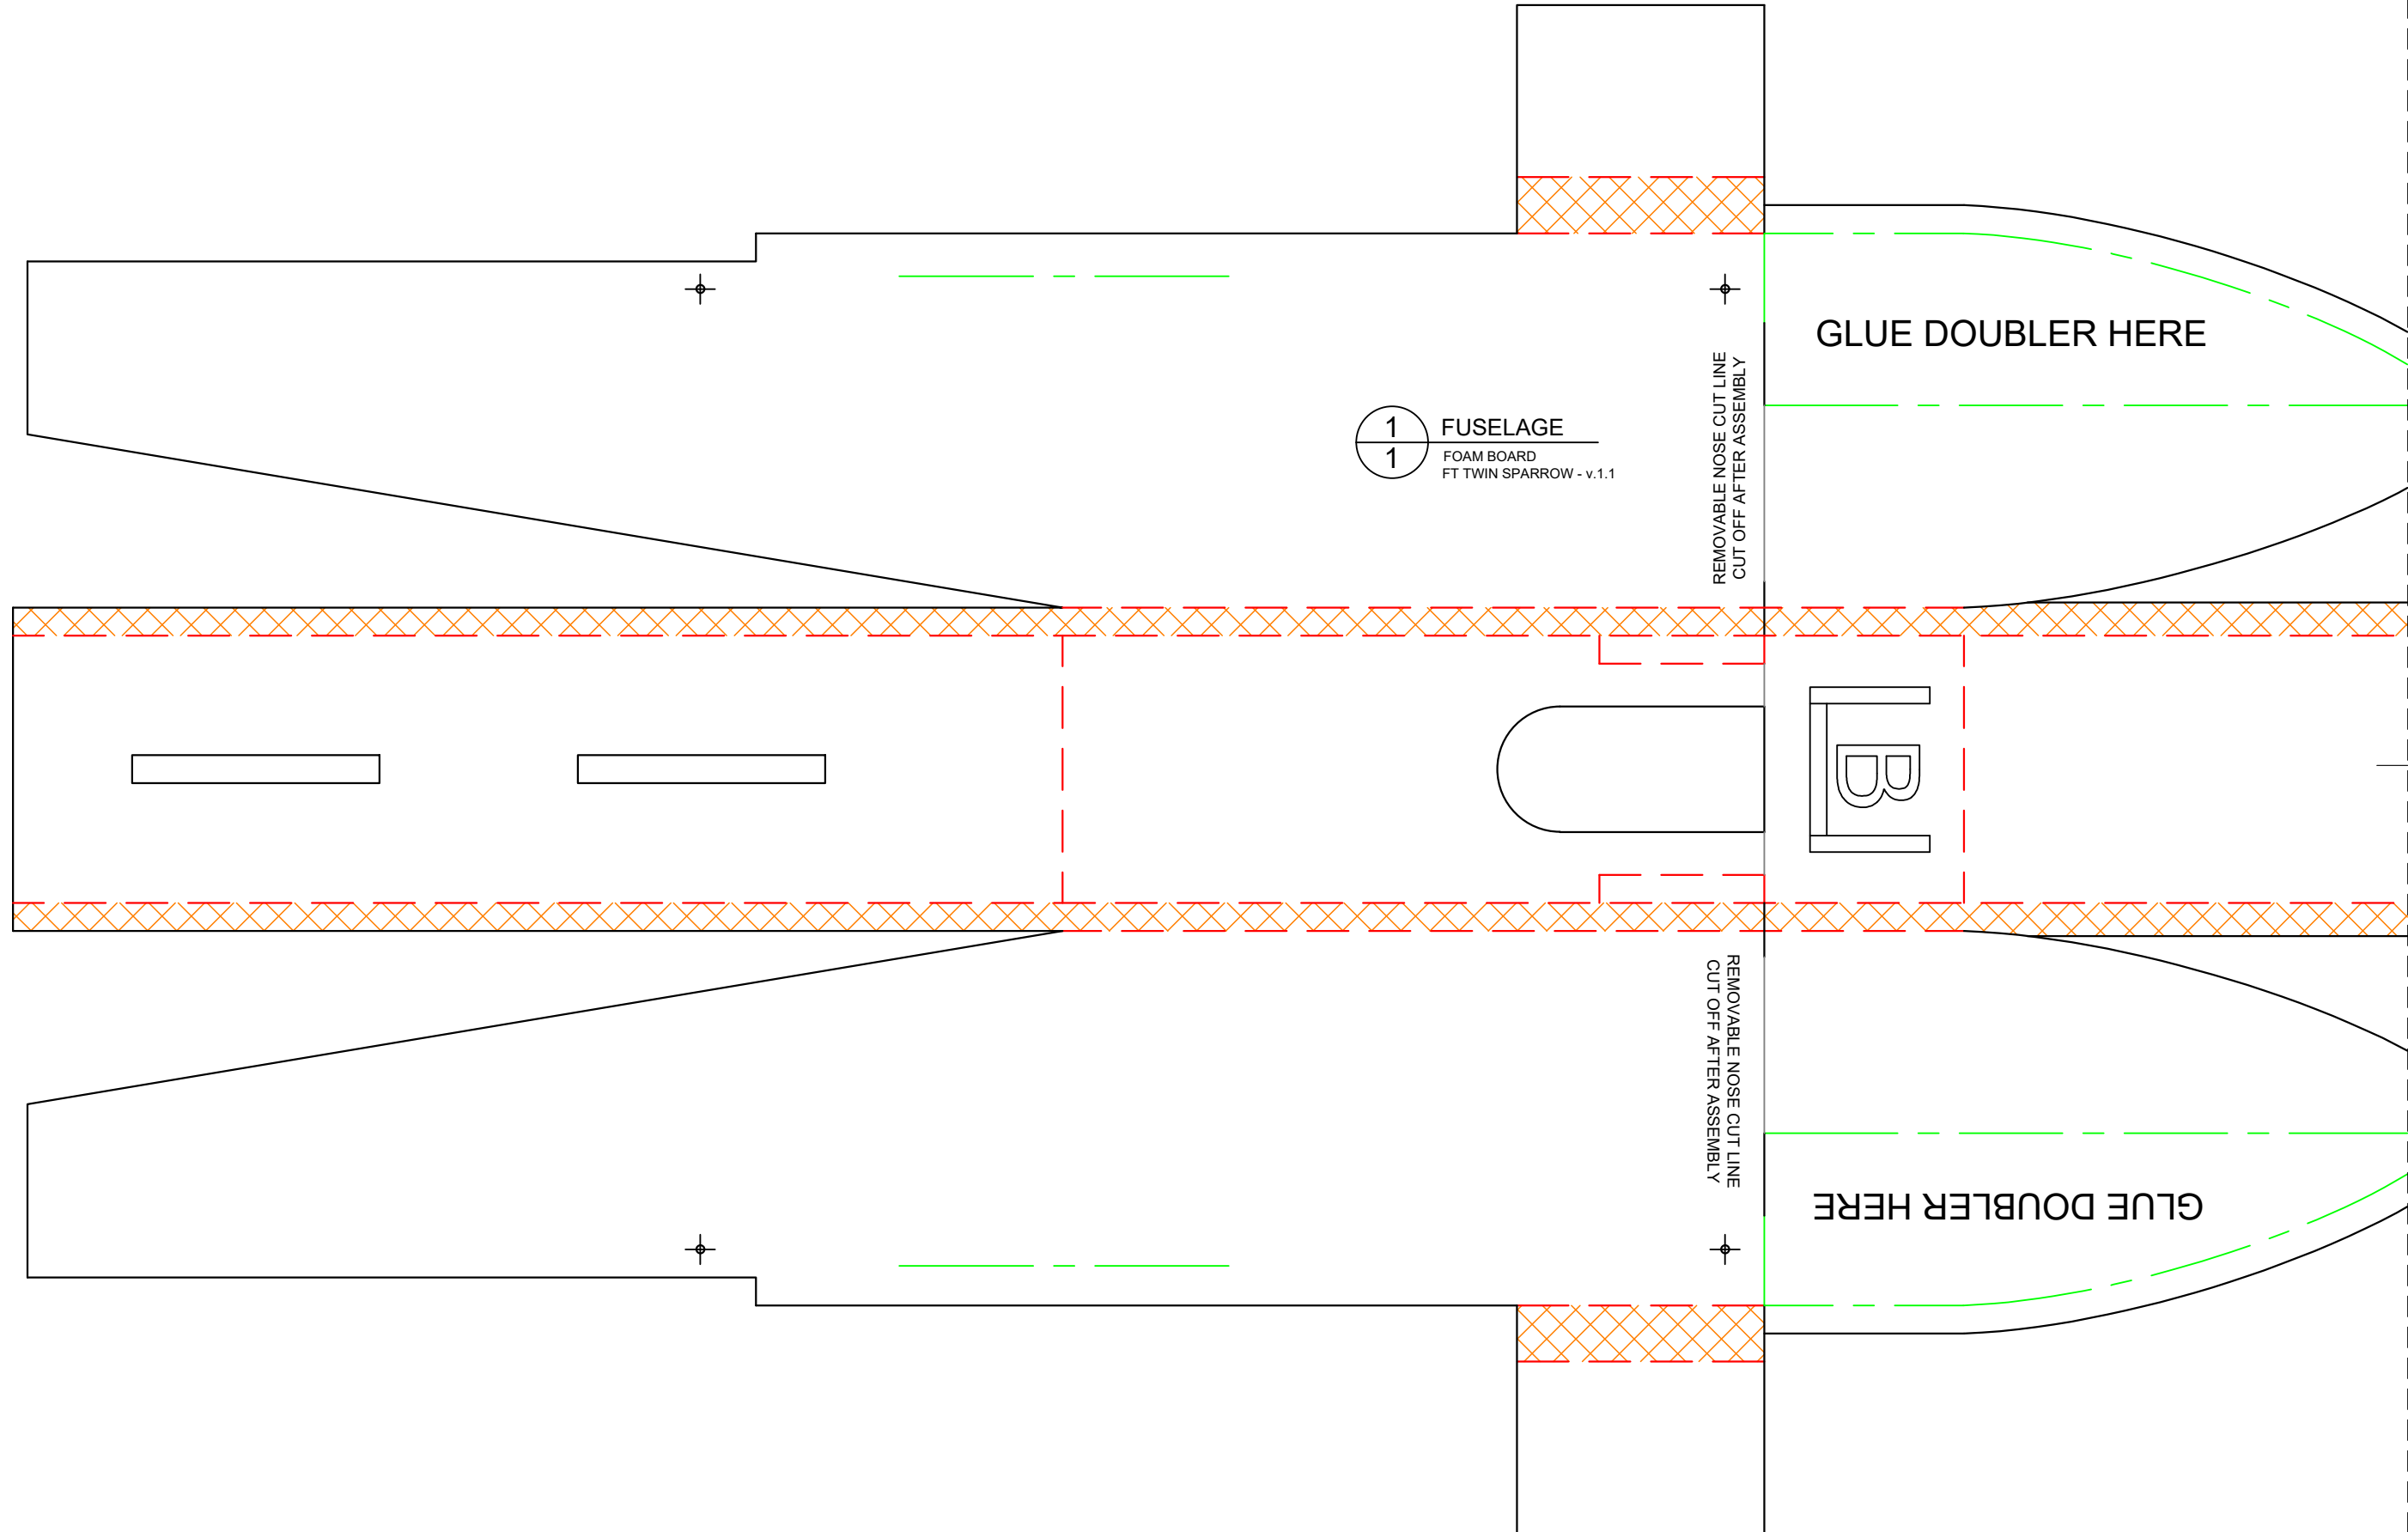 GLUE DOUBLER HERE
REMOVABLE NOSE CUT LINE
CUT OFF AFTER ASSEMBLY
1
1
FUSELAGE
FOAM BOARD
FT TWIN SPARROW - v.1.1
B
REMOVABLE NOSE CUT LINE
CUT OFF AFTER ASSEMBLY
GLUE DOUBLER HERE